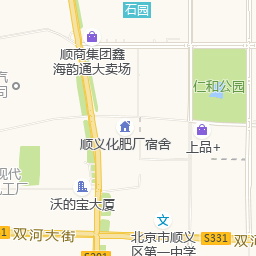 石园
顺商集团鑫
海韵通大卖场
仁和公园
气
司
顺义化肥厂宿舍
上品+
现代
工厂
沃的宝大厦
双河大街
S331
双河
北京市顺义
区第一中学